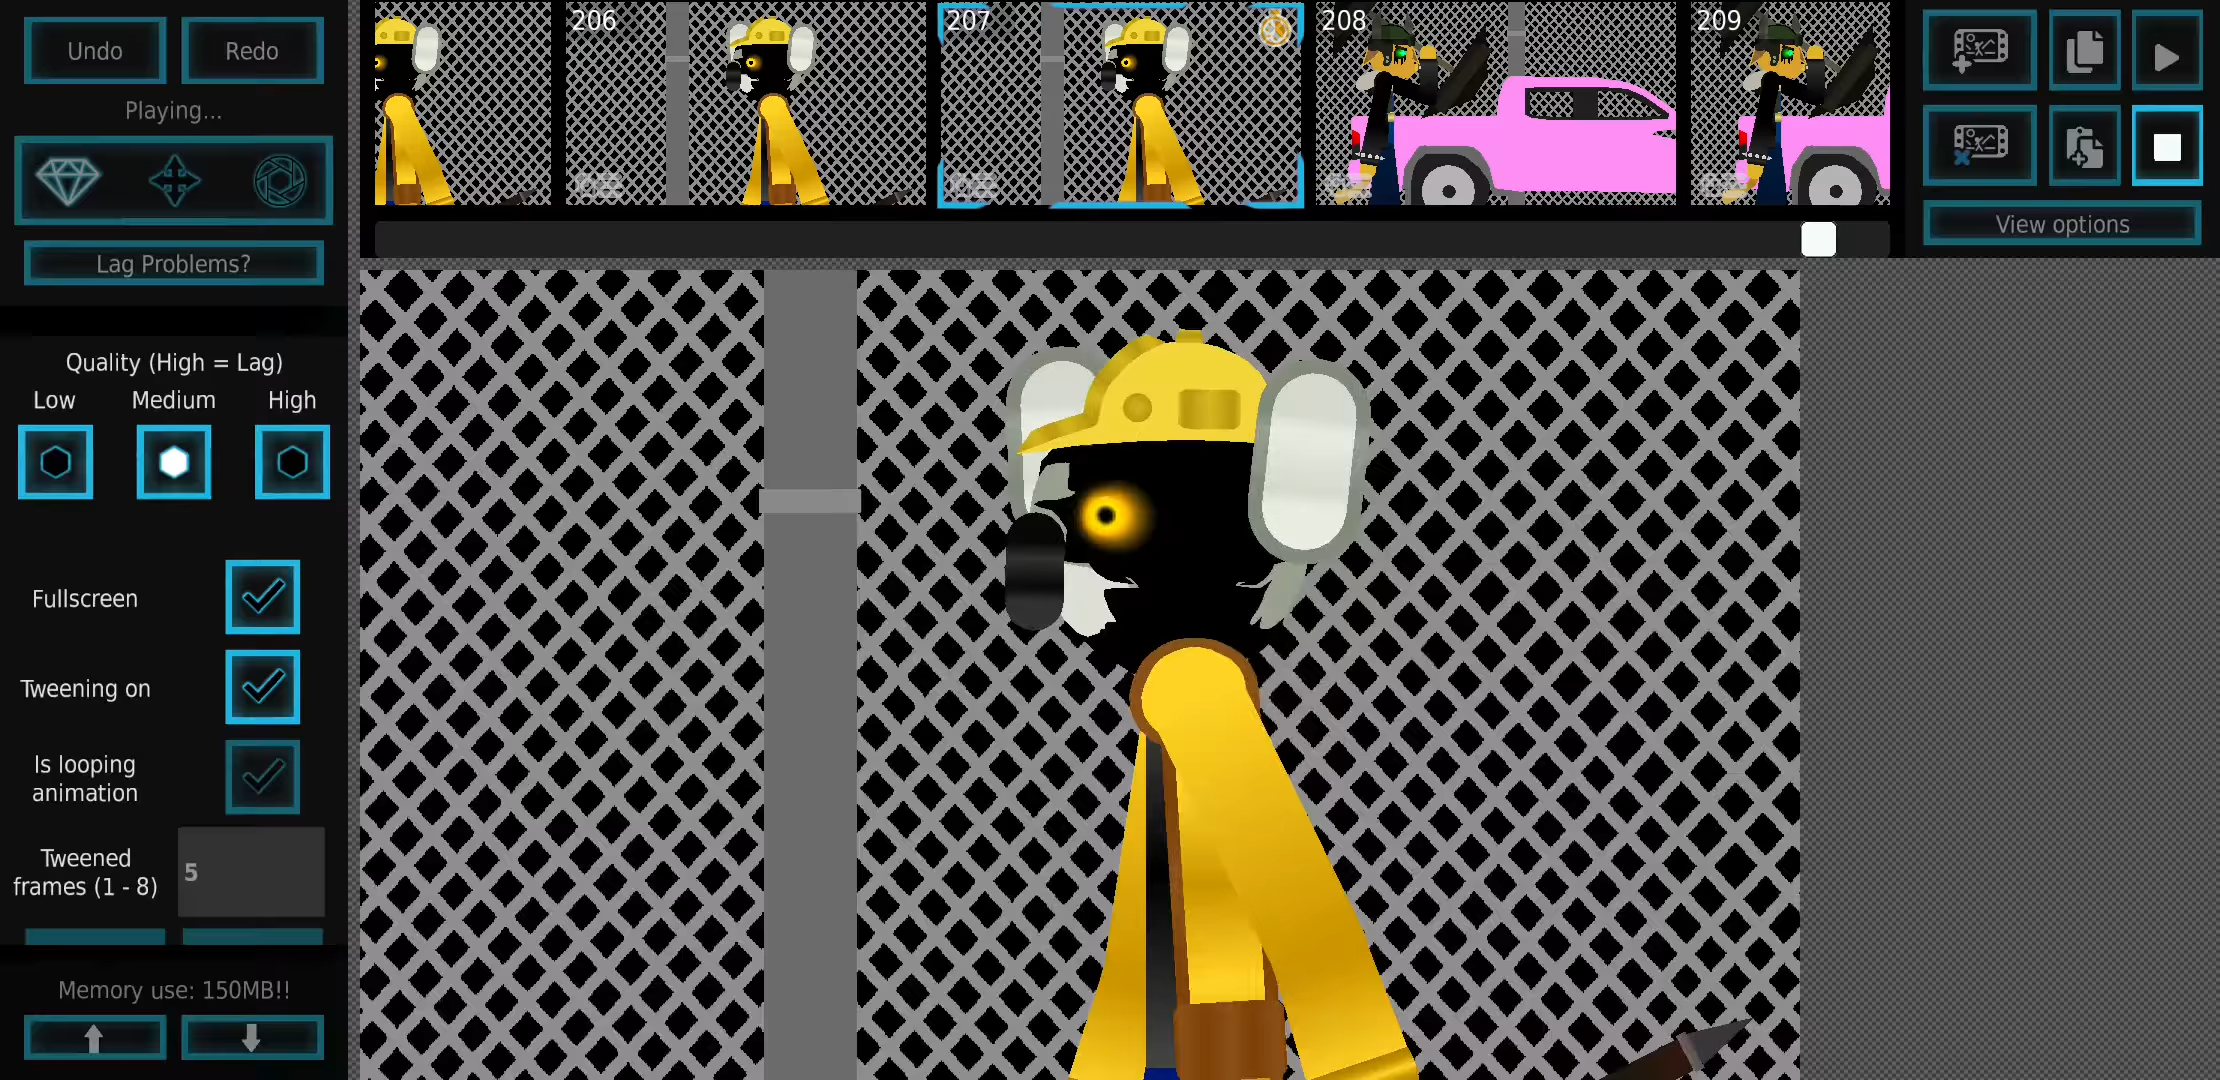 Undo
Redo
Playing...
Lag Problems?
206
207
208
209
View options
Quality (High = Lag)
Low
Medium
High
Fullscreen
Tweening on
Is looping
animation
Tweened
frames (1 - 8)
5
Memory use: 150MB!!